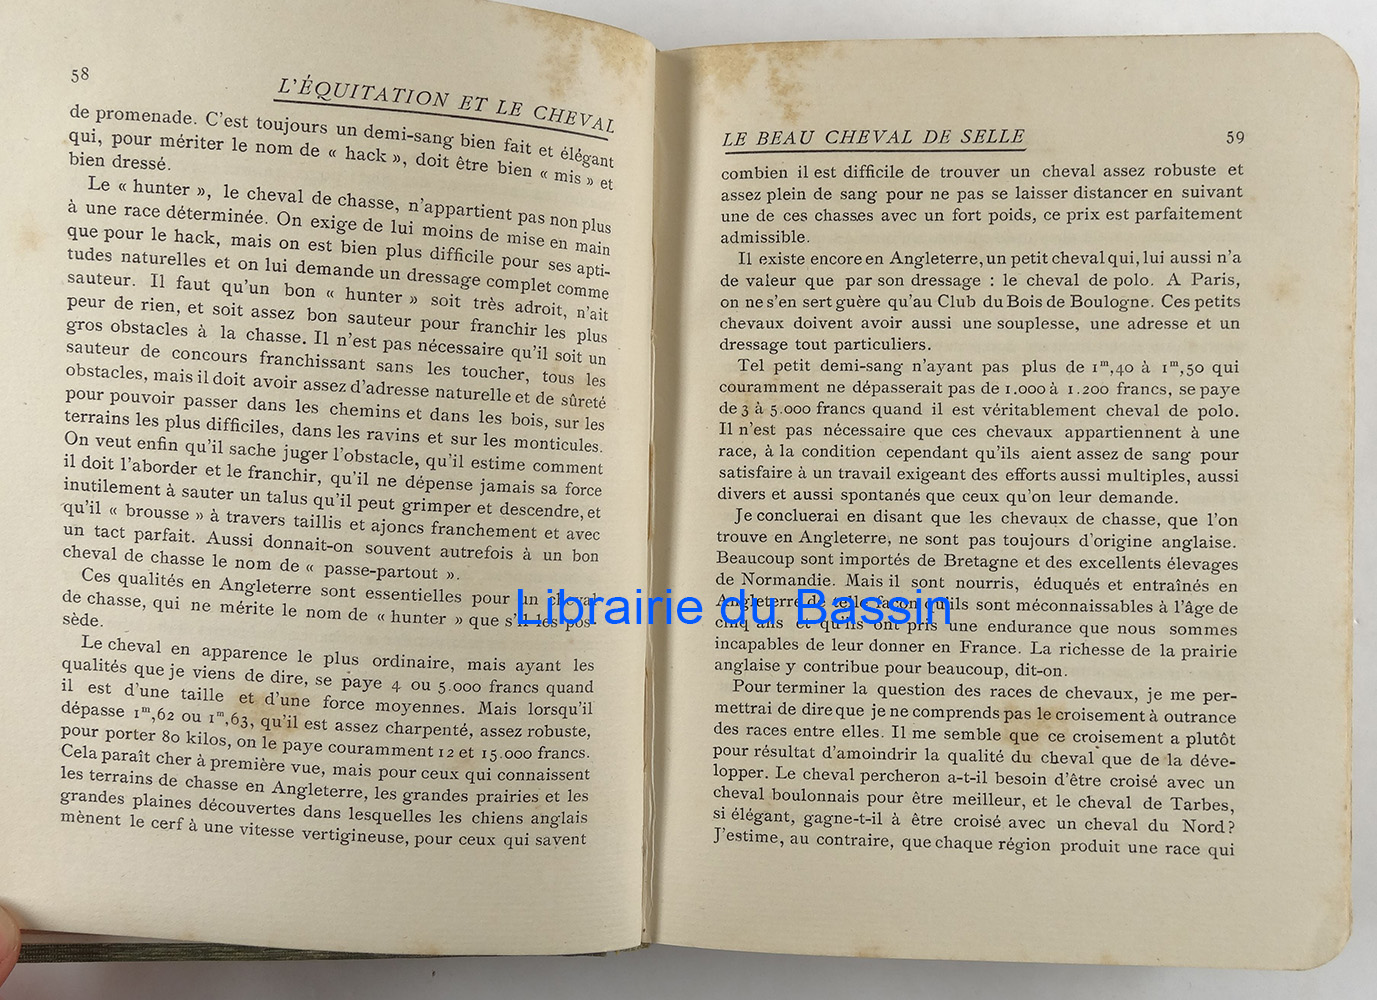 58
L'ÉQUITATION ET LE CHEVAL
de promenade. C'est toujours un demi-sang bien fait et élégant
qui, pour mériter le nom de « hack », doit être bien « mis » et
bien dressé.
Le « hunter », le cheval de chasse, n'appartient pas non plus
à une race déterminée. On exige de lui moins de mise en main
que pour le hack, mais on est bien plus difficile pour ses apti-
tudes naturelles et on lui demande un dressage complet comme
sauteur. Il faut qu'un bon « hunter » soit très adroit, n'ait
peur de rien, et soit assez bon sauteur pour franchir les plus
gros obstacles à la chasse. Il n'est pas nécessaire qu'il soit un
sauteur de concours franchissant sans les toucher, tous les
obstacles, mais il doit avoir assez d'adresse naturelle et de sûreté
pour pouvoir passer dans les chemins et dans les bois, sur les
terrains les plus difficiles, dans les ravins et sur les monticules.
On veut enfin qu'il sache juger l'obstacle, qu'il estime comment
il doit l'aborder et le franchir, qu'il ne dépense jamais sa force
inutilement à sauter un talus qu'il peut grimper et descendre, et
qu'il « brousse » à travers taillis et ajoncs franchement et avec
un tact parfait. Aussi donnait-on souvent autrefois à un bon
cheval de chasse le nom de « passe-partout ».
Ces qualités en Angleterre sont essentielles pour un cheval
de chasse, qui ne mérite le nom de « hunter » que s'il les pos-
sède.
Le cheval en apparence le plus ordinaire, mais ayant les
qualités que je viens de dire, se paye 4 ou 5.000 francs quand
il est d'une taille et d'une force moyennes. Mais lorsqu'il
dépasse 1ᵐ,62 ou 1ᵐ,63, qu'il est assez charpenté, assez robuste,
pour porter 80 kilos, on le paye couramment 12 et 15.000 francs.
Cela paraît cher à première vue, mais pour ceux qui connaissent
les terrains de chasse en Angleterre, les grandes prairies et les
grandes plaines découvertes dans lesquelles les chiens anglais
mènent le cerf à une vitesse vertigineuse, pour ceux qui savent
LE BEAU CHEVAL DE SELLE
59
combien il est difficile de trouver un cheval assez robuste et
assez plein de sang pour ne pas se laisser distancer en suivant
une de ces chasses avec un fort poids, ce prix est parfaitement
admissible.
Il existe encore en Angleterre, un petit cheval qui, lui aussi n'a
de valeur que par son dressage : le cheval de polo. A Paris,
on ne s'en sert guère qu'au Club du Bois de Boulogne. Ces petits
chevaux doivent avoir aussi une souplesse, une adresse et un
dressage tout particuliers.
Tel petit demi-sang n'ayant pas plus de 1ᵐ,40 à 1ᵐ,50 qui
couramment ne dépasserait pas de 1.000 à 1.200 francs, se paye
de 3 à 5.000 francs quand il est véritablement cheval de polo.
Il n'est pas nécessaire que ces chevaux appartiennent à une
race, à la condition cependant qu'ils aient assez de sang pour
satisfaire à un travail exigeant des efforts aussi multiples, aussi
divers et aussi spontanés que ceux qu'on leur demande.
Je concluerai en disant que les chevaux de chasse, que l'on
trouve en Angleterre, ne sont pas toujours d'origine anglaise.
Beaucoup sont importés de Bretagne et des excellents élevages
de Normandie. Mais il sont nourris, éduqués et entraînés en
Angleterre de telle façon qu'ils sont méconnaissables à l'âge de
cinq ans et qu'ils ont pris une endurance que nous sommes
incapables de leur donner en France. La richesse de la prairie
anglaise y contribue pour beaucoup, dit-on.
Pour terminer la question des races de chevaux, je me per-
mettrai de dire que je ne comprends pas le croisement à outrance
des races entre elles. Il me semble que ce croisement a plutôt
pour résultat d'amoindrir la qualité du cheval que de la déve-
lopper. Le cheval percheron a-t-il besoin d'être croisé avec un
cheval boulonnais pour être meilleur, et le cheval de Tarbes,
si élégant, gagne-t-il à être croisé avec un cheval du Nord?
J'estime, au contraire, que chaque région produit une race qui
Librairie du Bassin